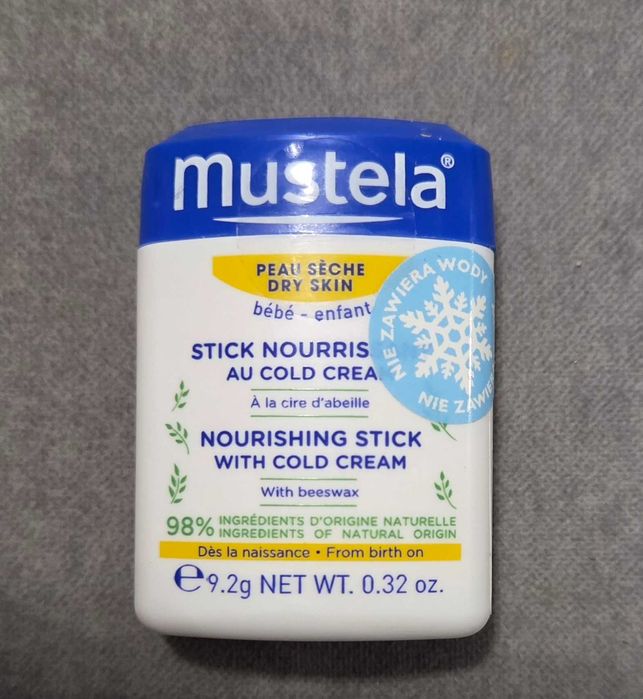 mustela®
PEAU SÈCHE
DRY SKIN
bébé - enfant
STICK NOURRIS
AU COLD CREA
À la cire d'abeille
NOURISHING STICK
WITH COLD CREAM
With beeswax
98% INGRÉDIENTS D'ORIGINE NATURELLE
INGREDIENTS OF NATURAL ORIGIN
Dès la naissance • From birth on
e9.2g NET WT. 0.32 oz.
NIE ZAWIERA WODY
NIE ZAWIE